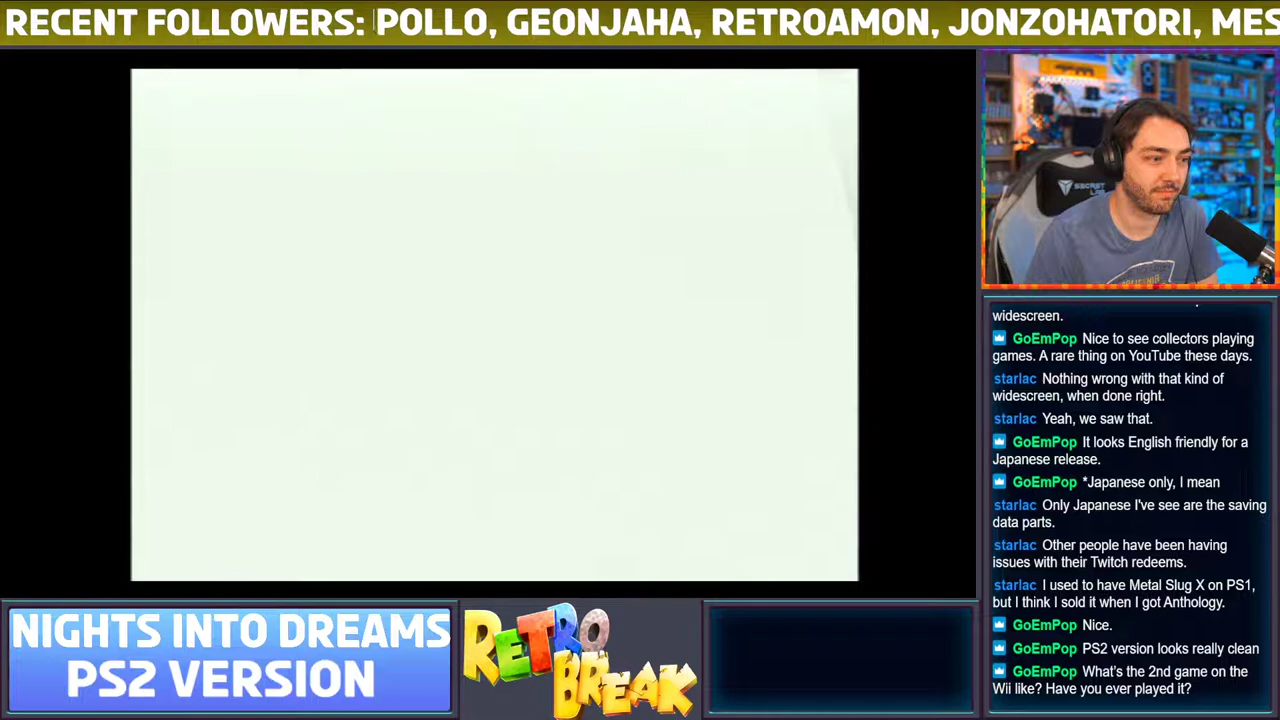 RECENT FOLLOWERS: POLLO, GEONJAHA, RETROAMON, JONZOHATORI, MES
SECRET
LAB
widescreen.
GoEmPop Nice to see collectors playing
games. A rare thing on YouTube these days.
starlac Nothing wrong with that kind of
widescreen, when done right.
starlac Yeah, we saw that.
GoEmPop It looks English friendly for a
Japanese release.
GoEmPop *Japanese only, I mean
starlac Only Japanese I've see are the saving
data parts.
starlac Other people have been having
issues with their Twitch redeems.
starlac I used to have Metal Slug X on PS1,
but I think I sold it when I got Anthology.
GoEmPop Nice.
GoEmPop PS2 version looks really clean
GoEmPop What's the 2nd game on the
Wii like? Have you ever played it?
NIGHTS INTO DREAMS
PS2 VERSION
RETRO
BREAK